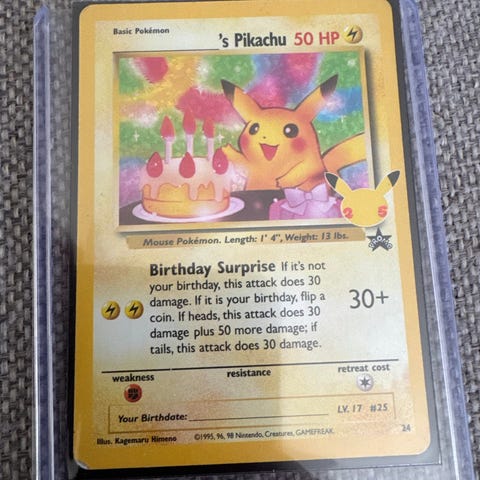 Basic Pokémon
's Pikachu 50 HP
25
PROMO
Mouse Pokémon. Length: 1' 4", Weight: 13 lbs.
Birthday Surprise If it's not
your birthday, this attack does 30
damage. If it is your birthday, flip a
coin. If heads, this attack does 30
damage plus 50 more damage; if
tails, this attack does 30 damage.
30+
weakness resistance retreat cost
Your Birthdate:
LV. 17 #25
Illus. Kagemaru Himeno ©1995, 96, 98 Nintendo, Creatures, GAMEFREAK. 24